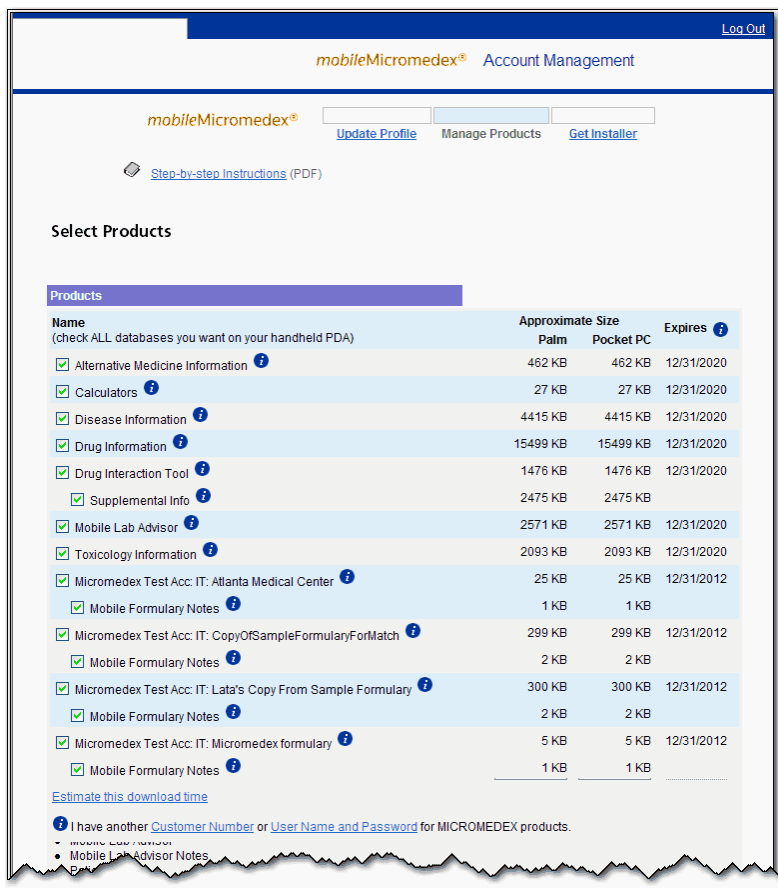 Log Out
mobileMicromedex® Account Management
mobileMicromedex®
Update Profile Manage Products Get Installer
Step-by-step Instructions (PDF)
Select Products
Products
Name Approximate Size Expires
(check ALL databases you want on your handheld PDA) Palm Pocket PC
Alternative Medicine Information 462 KB 462 KB 12/31/2020
Calculators 27 KB 27 KB 12/31/2020
Disease Information 4415 KB 4415 KB 12/31/2020
Drug Information 15499 KB 15499 KB 12/31/2020
Drug Interaction Tool 1476 KB 1476 KB 12/31/2020
Supplemental Info 2475 KB 2475 KB
Mobile Lab Advisor 2571 KB 2571 KB 12/31/2020
Toxicology Information 2093 KB 2093 KB 12/31/2020
Micromedex Test Acc: IT: Atlanta Medical Center 25 KB 25 KB 12/31/2012
Mobile Formulary Notes 1 KB 1 KB
Micromedex Test Acc: IT: CopyOfSampleFormularyForMatch 299 KB 299 KB 12/31/2012
Mobile Formulary Notes 2 KB 2 KB
Micromedex Test Acc: IT: Lata's Copy From Sample Formulary 300 KB 300 KB 12/31/2012
Mobile Formulary Notes 2 KB 2 KB
Micromedex Test Acc: IT: Micromedex formulary 5 KB 5 KB 12/31/2012
Mobile Formulary Notes 1 KB 1 KB
Estimate this download time
I have another Customer Number or User Name and Password for MICROMEDEX products.
Mobile Lab Advisor
Mobile Lab Advisor Notes